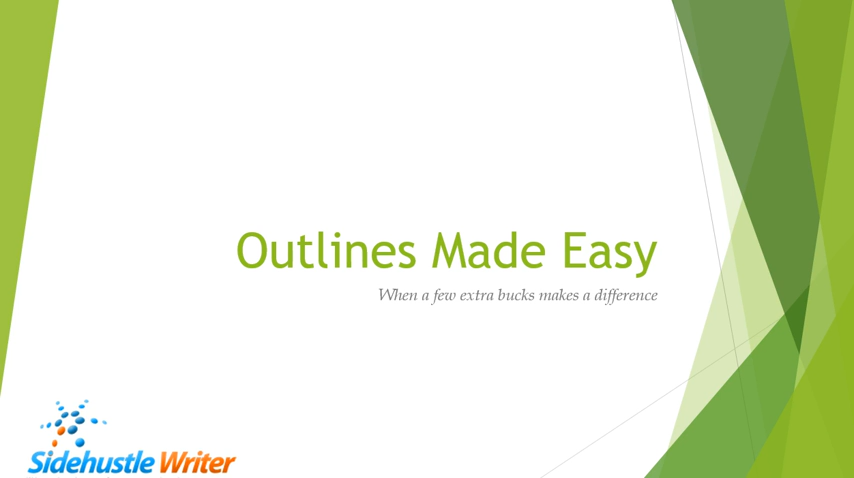 Outlines Made Easy
When a few extra bucks makes a difference
Sidehustle Writer